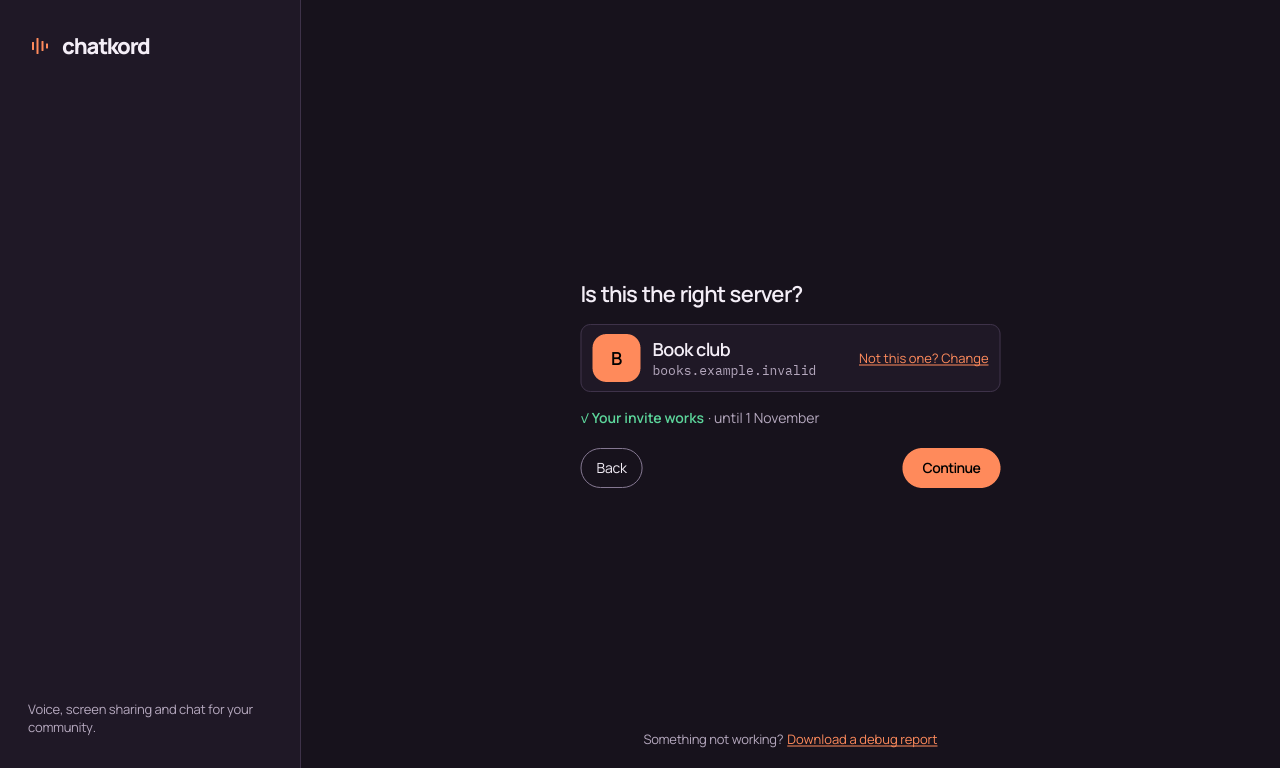 chatkord
Is this the right server?
B
Book club
books.example.invalid
Not this one? Change
✓ Your invite works · until 1 November
Back
Continue
Voice, screen sharing and chat for your
community.
Something not working? Download a debug report